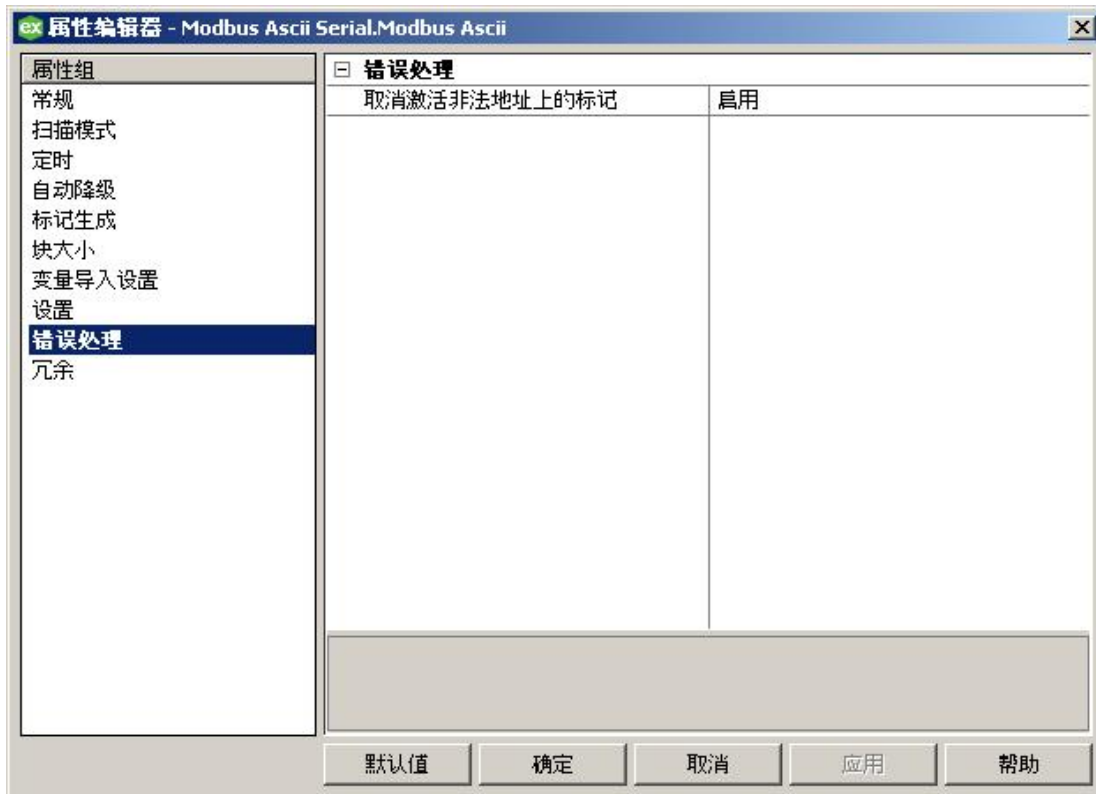 ex 属性编辑器 - Modbus Ascii Serial.Modbus Ascii
属性组
常规
扫描模式
定时
自动降级
标记生成
块大小
变量导入设置
设置
错误处理
冗余
错误处理
取消激活非法地址上的标记 启用
默认值 确定 取消 应用 帮助